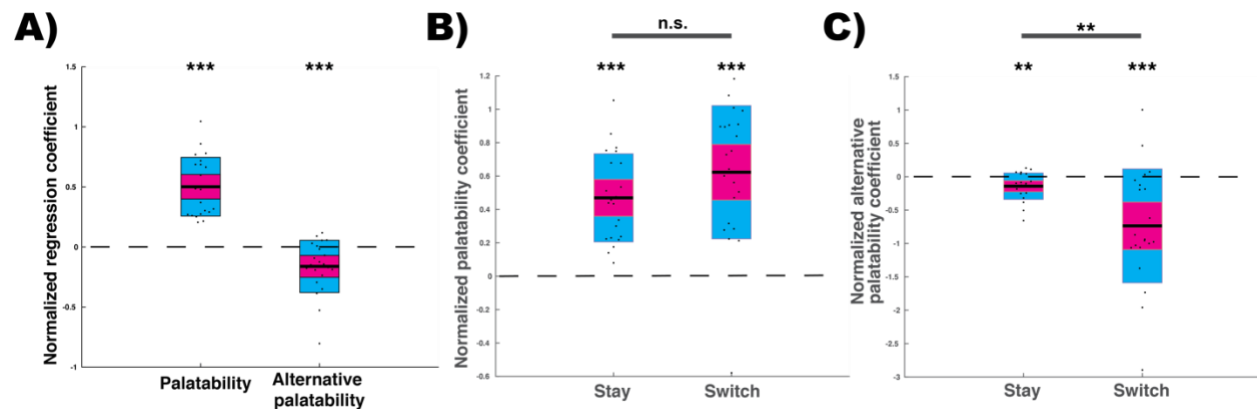 A)
Normalized regression coefficient
1.5
1
0.5
0
-0.5
-1
***
***
Palatability
Alternative
palatability
B)
n.s.
Normalized palatability coefficient
1.2
1
0.8
0.6
0.4
0.2
0
-0.2
-0.4
-0.6
***
***
Stay
Switch
C)
**
Normalized alternative
palatability coefficient
1.5
1
0.5
0
-0.5
-1
-1.5
-2
-2.5
-3
**
***
Stay
Switch